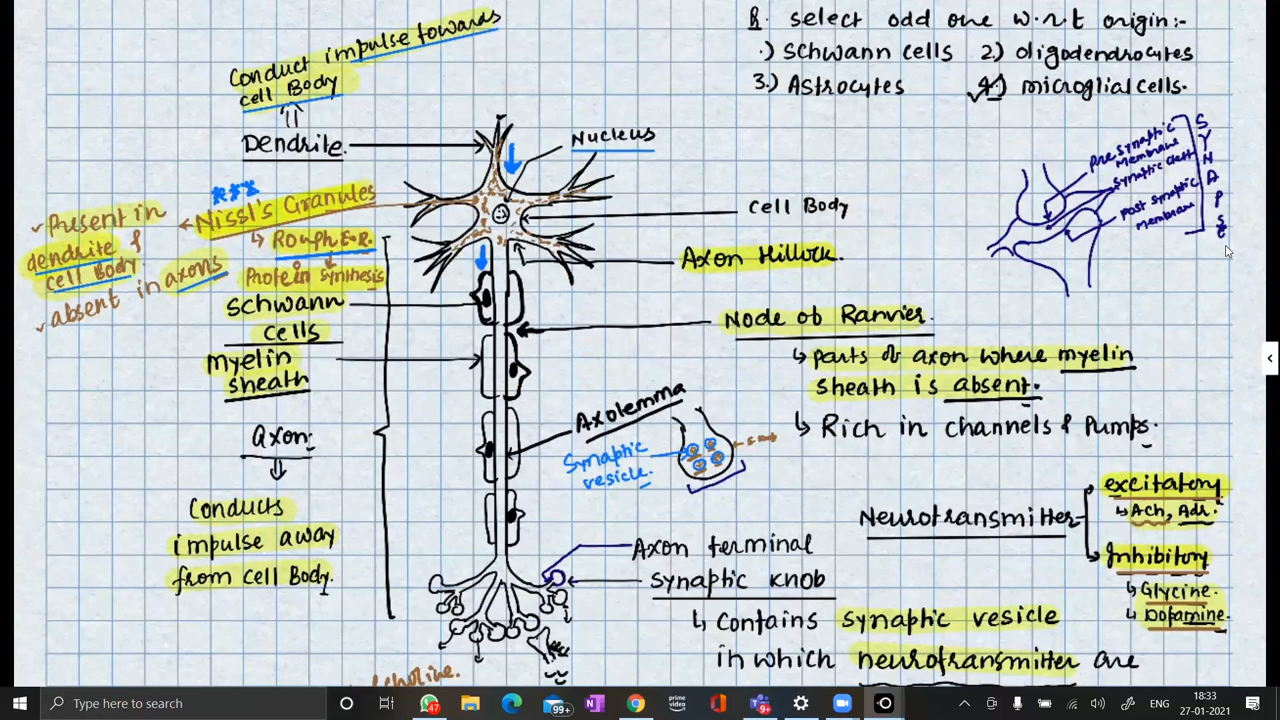 Conduct impulse towards
cell Body
Dendrite
Nucleus
***
Nissl's Granules
Rough E.R.
Protein synthesis
Present in
dendrite &
cell Body.
absent in axons
Schwann
cells
myelin
sheath
axon
Conducts
impulse away
from cell Body.
Q. select odd one w.r.t origin:-
1) Schwann cells 2) oligodendrocytes
3.) Astrocytes 4.) microglial cells.
Pre synaptic
Membrane
synaptic cleft
Post synaptic
Membrane
SYNAPSE
cell Body
Axon Hillock.
Node of Ranvier.
parts of axon where myelin
sheath is absent.
Rich in channels & Pumps.
Axolemma
Synaptic
vesicle.
Neurotransmitter
excitatory
Ach, Adr.
Inhibitory
Glycine.
Dopamine.
Axon terminal
synaptic knob
Contains synaptic vesicle
in which neurotransmitter are
Type here to search
47
99+
prime
video
9+
ENG
18:33
27-01-2021